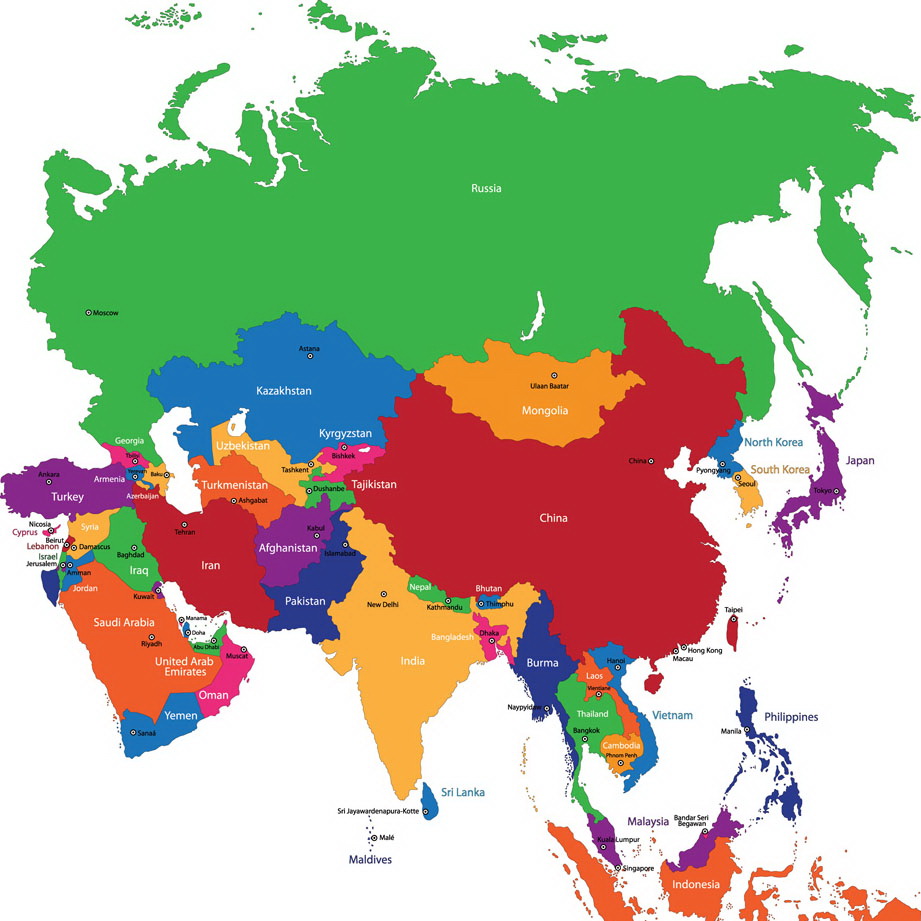 Russia
Moscow
Astana
Kazakhstan
Ulaan Baatar
Mongolia
Georgia
Tbilisi
Uzbekistan
Kyrgyzstan
Bishkek
North Korea
Ankara
Turkey
Armenia
Yerevan
Baku
Azerbaijan
Turkmenistan
Tashkent
Ashgabat
Dushanbe
Tajikistan
China
Pyongyang
South Korea
Seoul
Japan
Tokyo
Nicosia
Cyprus
Syria
Beirut
Lebanon
Damascus
Israel
Jerusalem
Amman
Jordan
Baghdad
Iraq
Kuwait
Tehran
Iran
Kabul
Afghanistan
Islamabad
Pakistan
China
New Delhi
Nepal
Kathmandu
Bhutan
Thimphu
Bangladesh
Dhaka
India
Saudi Arabia
Riyadh
Manama
Doha
Abu Dhabi
United Arab
Emirates
Muscat
Oman
Yemen
Sanaá
Taipei
Hong Kong
Macau
Burma
Naypyidaw
Hanoi
Laos
Vientiane
Thailand
Bangkok
Vietnam
Cambodia
Phnom Penh
Philippines
Manila
Sri Lanka
Sri Jayawardenapura-Kotte
Malé
Maldives
Malaysia
Kuala Lumpur
Bandar Seri
Begawan
Singapore
Indonesia